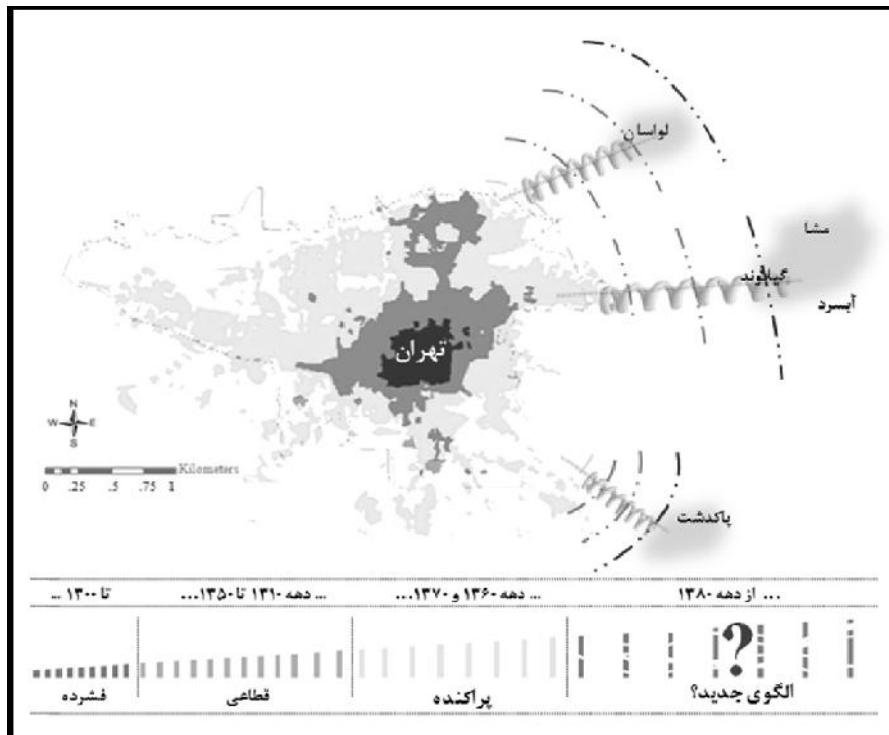 لواسان
مشا
گیلاوند
آبسرد
تهران
N
W E
S
Kilometers
0 .25 .5 .75 1
پاکدشت
تا ۱۳۰۰ ...
... دهه ۱۳۱۰ تا ۱۳۵۰...
... دهه ۱۳۶۰ و ۱۳۷۰...
... از دهه ۱۳۸۰
?
فشرده
قطاعی
پراکنده
الگوی جدید؟